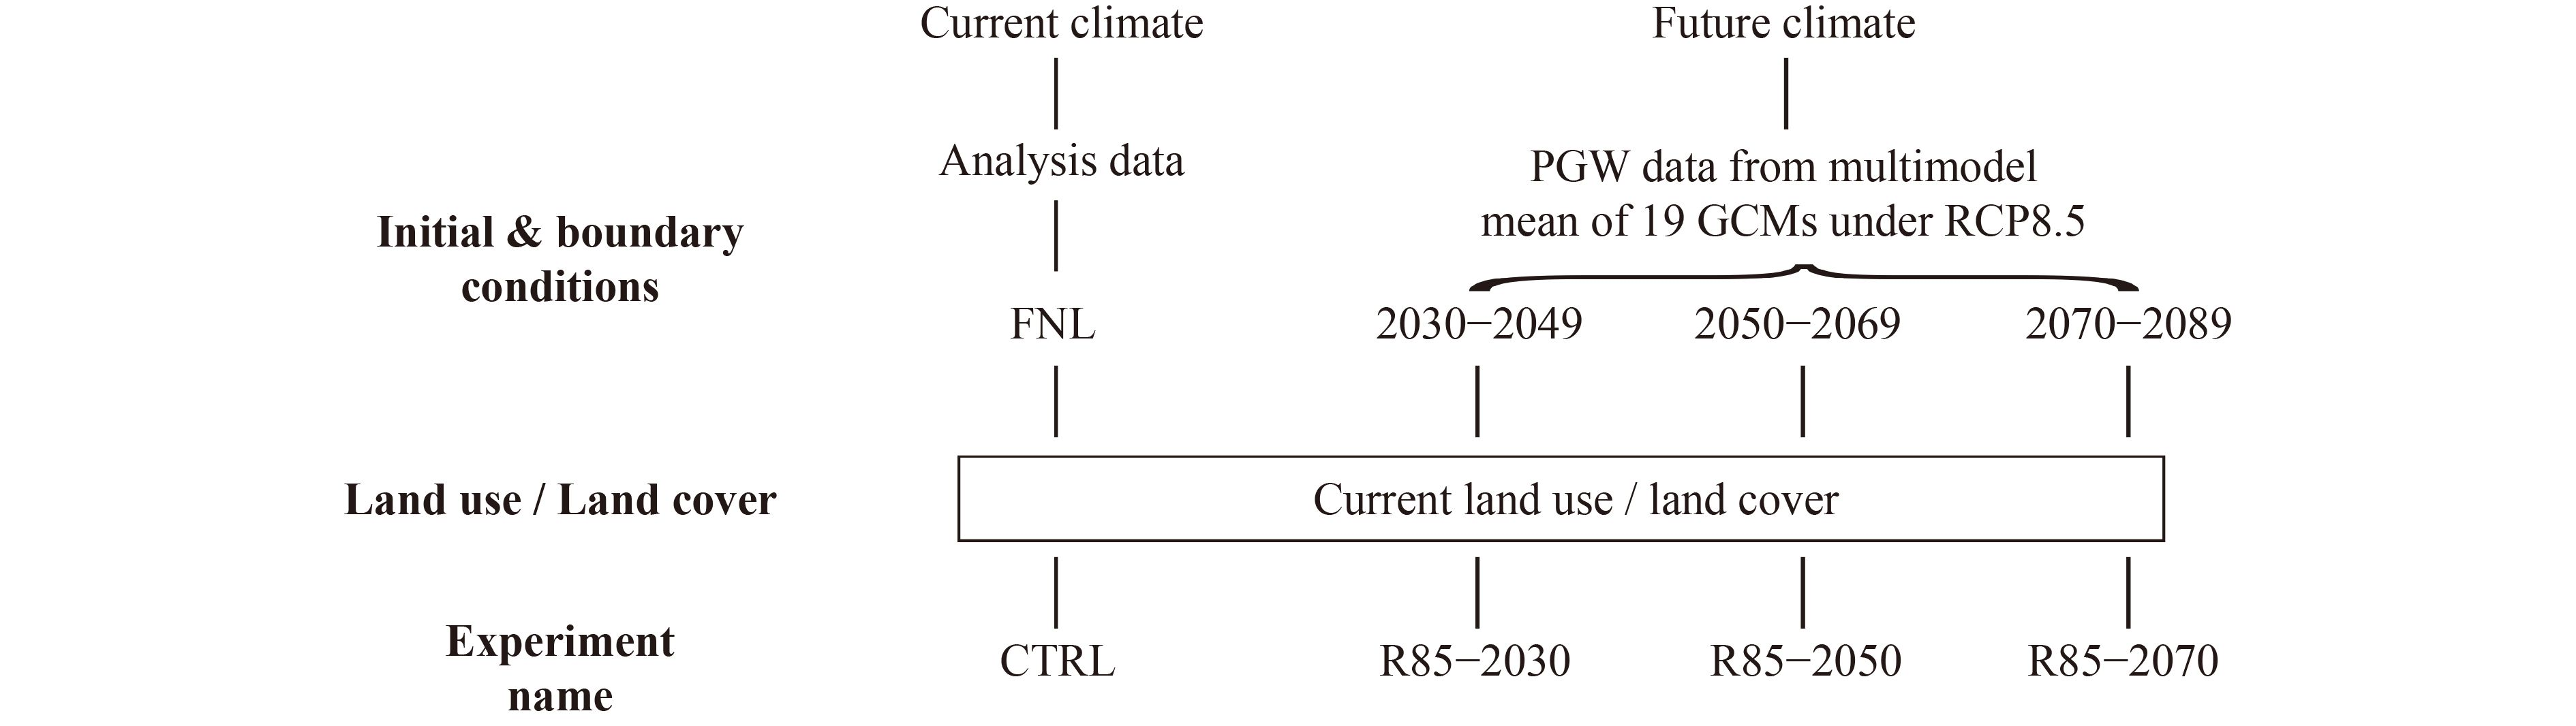 Current climate
Future climate
Analysis data
PGW data from multimodel
mean of 19 GCMs under RCP8.5
Initial & boundary
conditions
FNL
2030−2049
2050−2069
2070−2089
Land use / Land cover
Current land use / land cover
Experiment
name
CTRL
R85−2030
R85−2050
R85−2070